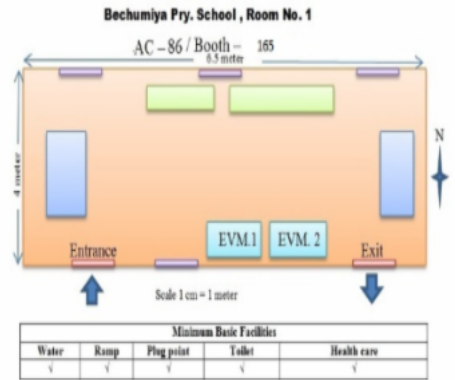 Bechumiya Pry. School , Room No. 1
AC – 86 / Booth – 165
6.5 meter
4 meter
N
EVM.1 EVM. 2
Entrance Exit
Scale 1 cm = 1 meter
Minimum Basic Facilities
Water Ramp Plug point Toilet Health care
√ √ √ √ √